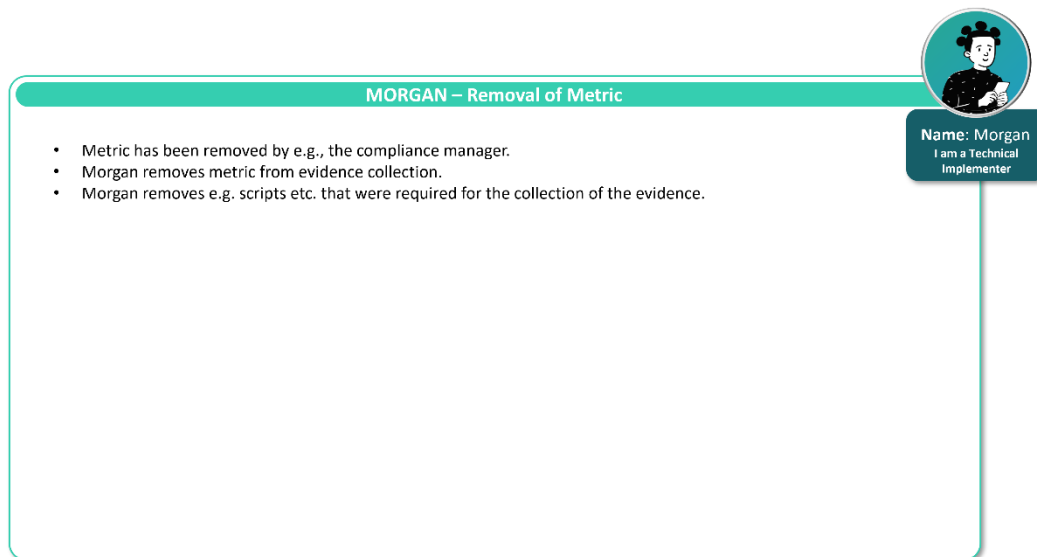 MORGAN – Removal of Metric
Name: Morgan
I am a Technical
Implementer
• Metric has been removed by e.g., the compliance manager.
• Morgan removes metric from evidence collection.
• Morgan removes e.g. scripts etc. that were required for the collection of the evidence.